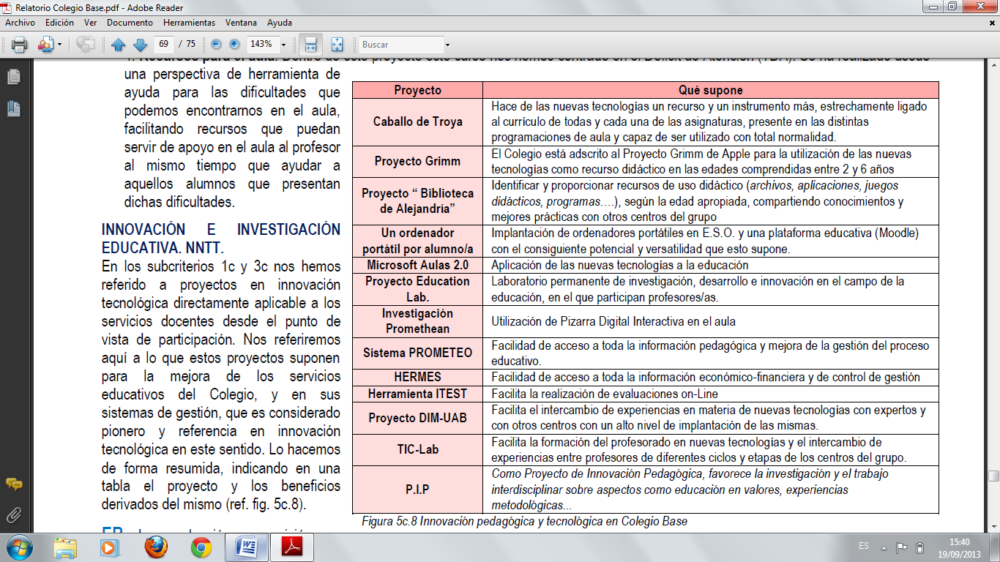 Relatorio Colegio Base.pdf - Adobe Reader
Archivo Edición Ver Documento Herramientas Ventana Ayuda
69 / 75 143% Buscar
una perspectiva de herramienta de
ayuda para las dificultades que
podemos encontrarnos en el aula,
facilitando recursos que puedan
servir de apoyo en el aula al profesor
al mismo tiempo que ayudar a
aquellos alumnos que presentan
dichas dificultades.
INNOVACIÓN E INVESTIGACIÓN
EDUCATIVA. NNTT.
En los subcriterios 1c y 3c nos hemos
referido a proyectos en innovación
tecnológica directamente aplicable a los
servicios docentes desde el punto de
vista de participación. Nos referiremos
aquí a lo que estos proyectos suponen
para la mejora de los servicios
educativos del Colegio, y en sus
sistemas de gestión, que es considerado
pionero y referencia en innovación
tecnológica en este sentido. Lo hacemos
de forma resumida, indicando en una
tabla el proyecto y los beneficios
derivados del mismo (ref. fig. 5c.8).
Proyecto Qué supone
Caballo de Troya
Hace de las nuevas tecnologías un recurso y un instrumento más, estrechamente ligado
al currículo de todas y cada una de las asignaturas, presente en las distintas
programaciones de aula y capaz de ser utilizado con total normalidad.
Proyecto Grimm
El Colegio está adscrito al Proyecto Grimm de Apple para la utilización de las nuevas
tecnologías como recurso didáctico en las edades comprendidas entre 2 y 6 años
Proyecto “ Biblioteca
de Alejandría”
Identificar y proporcionar recursos de uso didáctico (archivos, aplicaciones, juegos
didácticos, programas….), según la edad apropiada, compartiendo conocimientos y
mejores prácticas con otros centros del grupo
Un ordenador
portátil por alumno/a
Implantación de ordenadores portátiles en E.S.O. y una plataforma educativa (Moodle)
con el consiguiente potencial y versatilidad que esto supone.
Microsoft Aulas 2.0
Aplicación de las nuevas tecnologías a la educación
Proyecto Education
Lab.
Laboratorio permanente de investigación, desarrollo e innovación en el campo de la
educación, en el que participan profesores/as.
Investigación
Promethean
Utilización de Pizarra Digital Interactiva en el aula
Sistema PROMETEO
Facilidad de acceso a toda la información pedagógica y mejora de la gestión del proceso
educativo.
HERMES
Facilidad de acceso a toda la información económico-financiera y de control de gestión
Herramienta ITEST
Facilita la realización de evaluaciones on-Line
Proyecto DIM-UAB
Facilita el intercambio de experiencias en materia de nuevas tecnologías con expertos y
con otros centros con un alto nivel de implantación de las mismas.
TIC-Lab
Facilita la formación del profesorado en nuevas tecnologías y el intercambio de
experiencias entre profesores de diferentes ciclos y etapas de los centros del grupo.
P.I.P
Como Proyecto de Innovación Pedagógica, favorece la investigación y el trabajo
interdisciplinar sobre aspectos como educación en valores, experiencias
metodológicas...
Figura 5c.8 Innovación pedagógica y tecnológica en Colegio Base
ES
15:40
19/09/2013